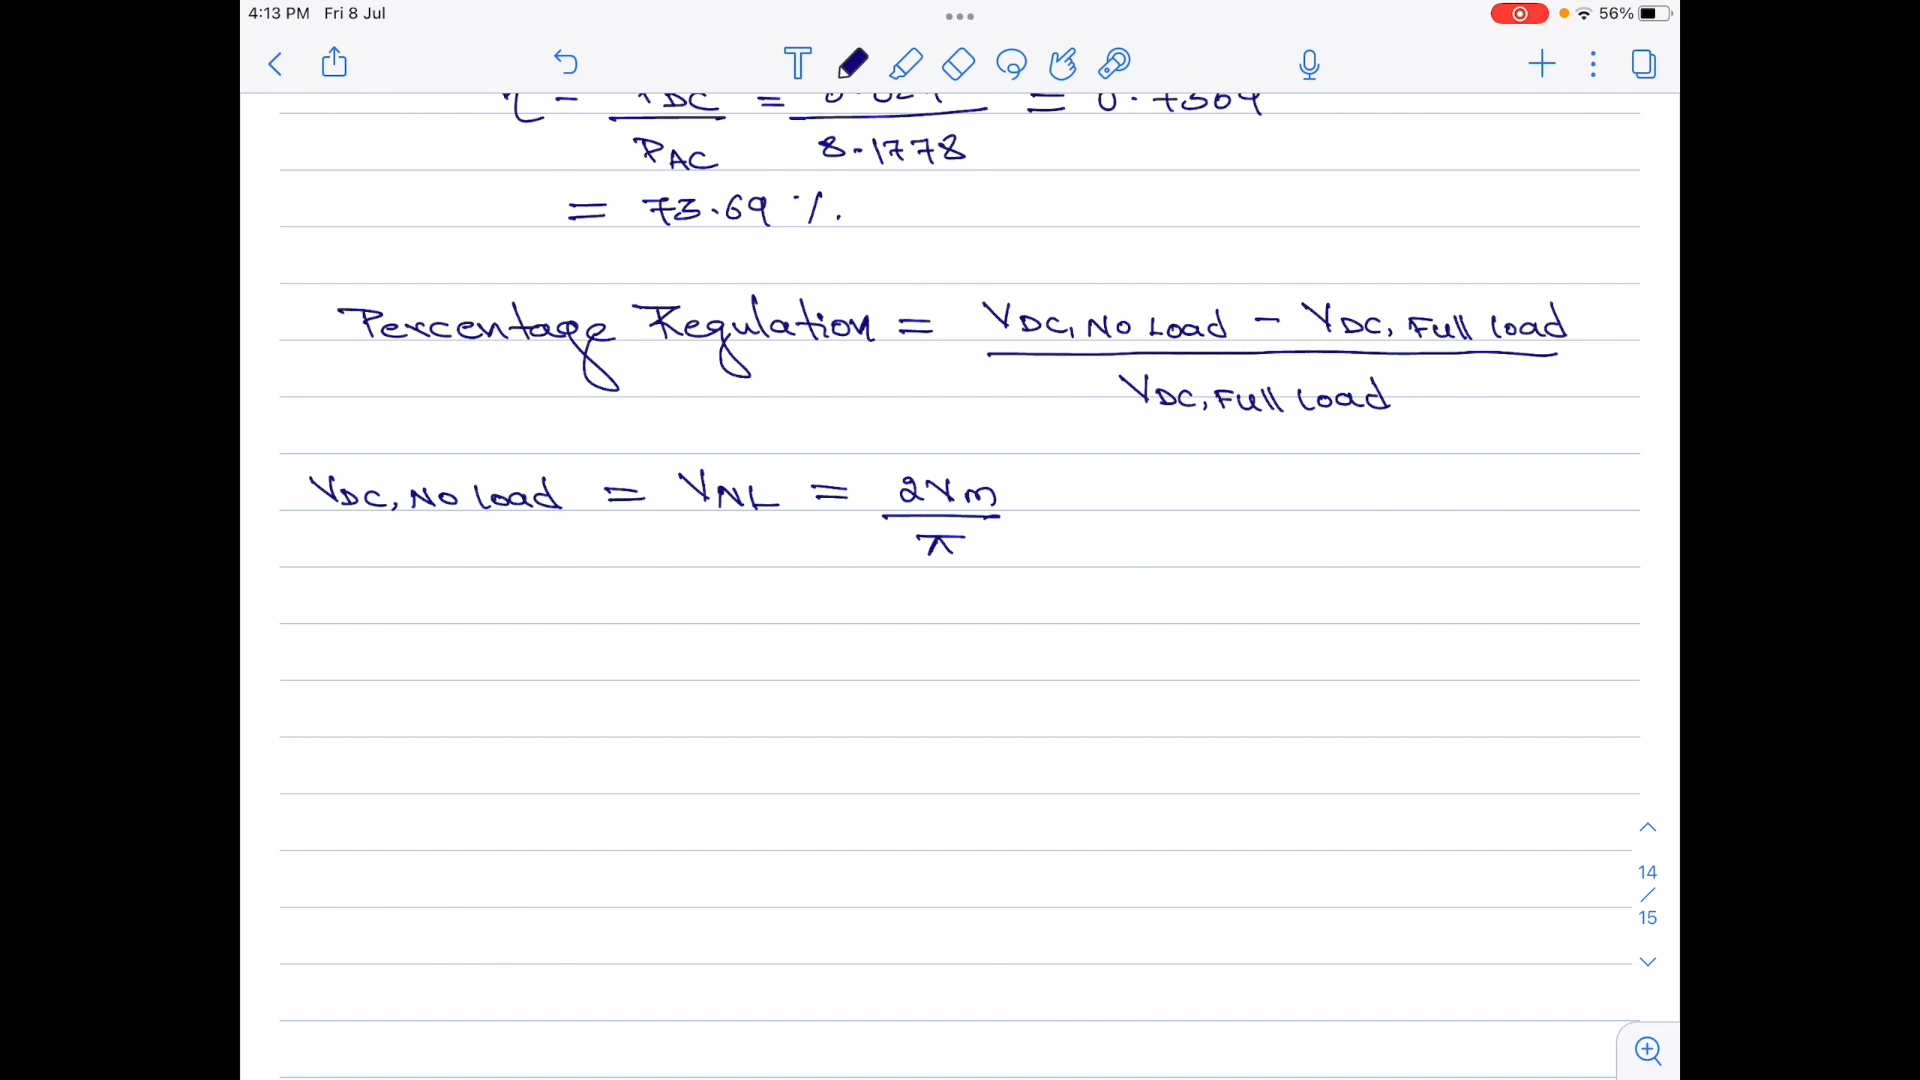 4:13 PM Fri 8 Jul
56%
T
η = PDC =
PAC 8.1778
= 73.69 %.
Percentage Regulation = VDC, No Load - VDC, Full load
VDC, Full load
VDC, No load = VNL = 2Vm
π
14
/
15